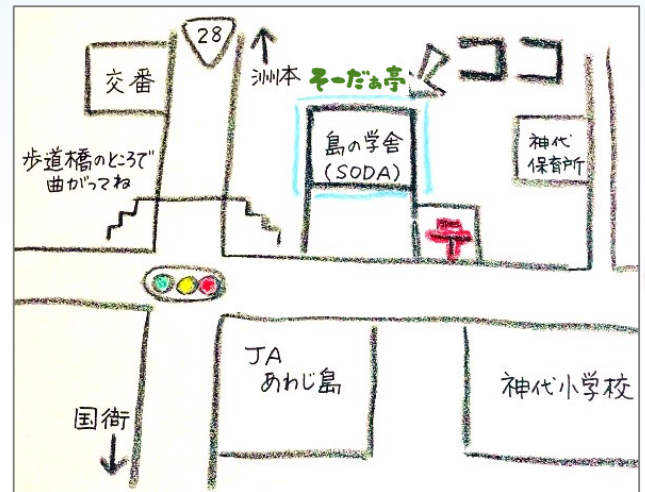 28
洲本
そーだぁ亭
ココ
交番
島の学舎
(SODA)
神代
保育所
歩道橋のところで
曲がってね
〒
JA
あわじ島
神代小学校
国衙